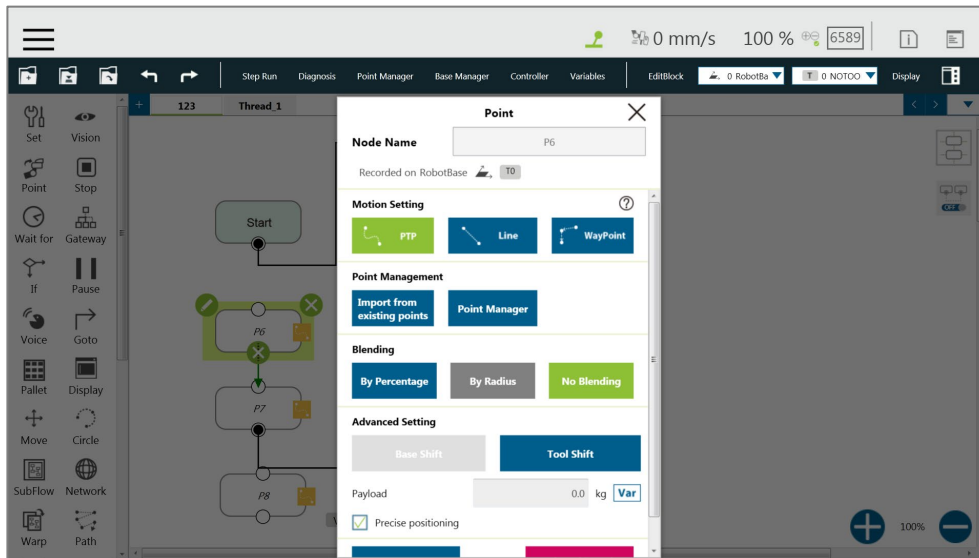 0 mm/s 100 % 6589
Step Run Diagnosis Point Manager Base Manager Controller Variables EditBlock 0 RobotBa T 0 NOTOO Display
123 Thread_1
Set Vision
Point Stop
Wait for Gateway
If Pause
Voice Goto
Pallet Display
Move Circle
SubFlow Network
Warp Path
Start
P6
P7
P8
Point
Node Name P6
Recorded on RobotBase T0
Motion Setting
PTP Line WayPoint
Point Management
Import from
existing points
Point Manager
Blending
By Percentage By Radius No Blending
Advanced Setting
Base Shift Tool Shift
Payload 0.0 kg Var
Precise positioning
OFF
100%